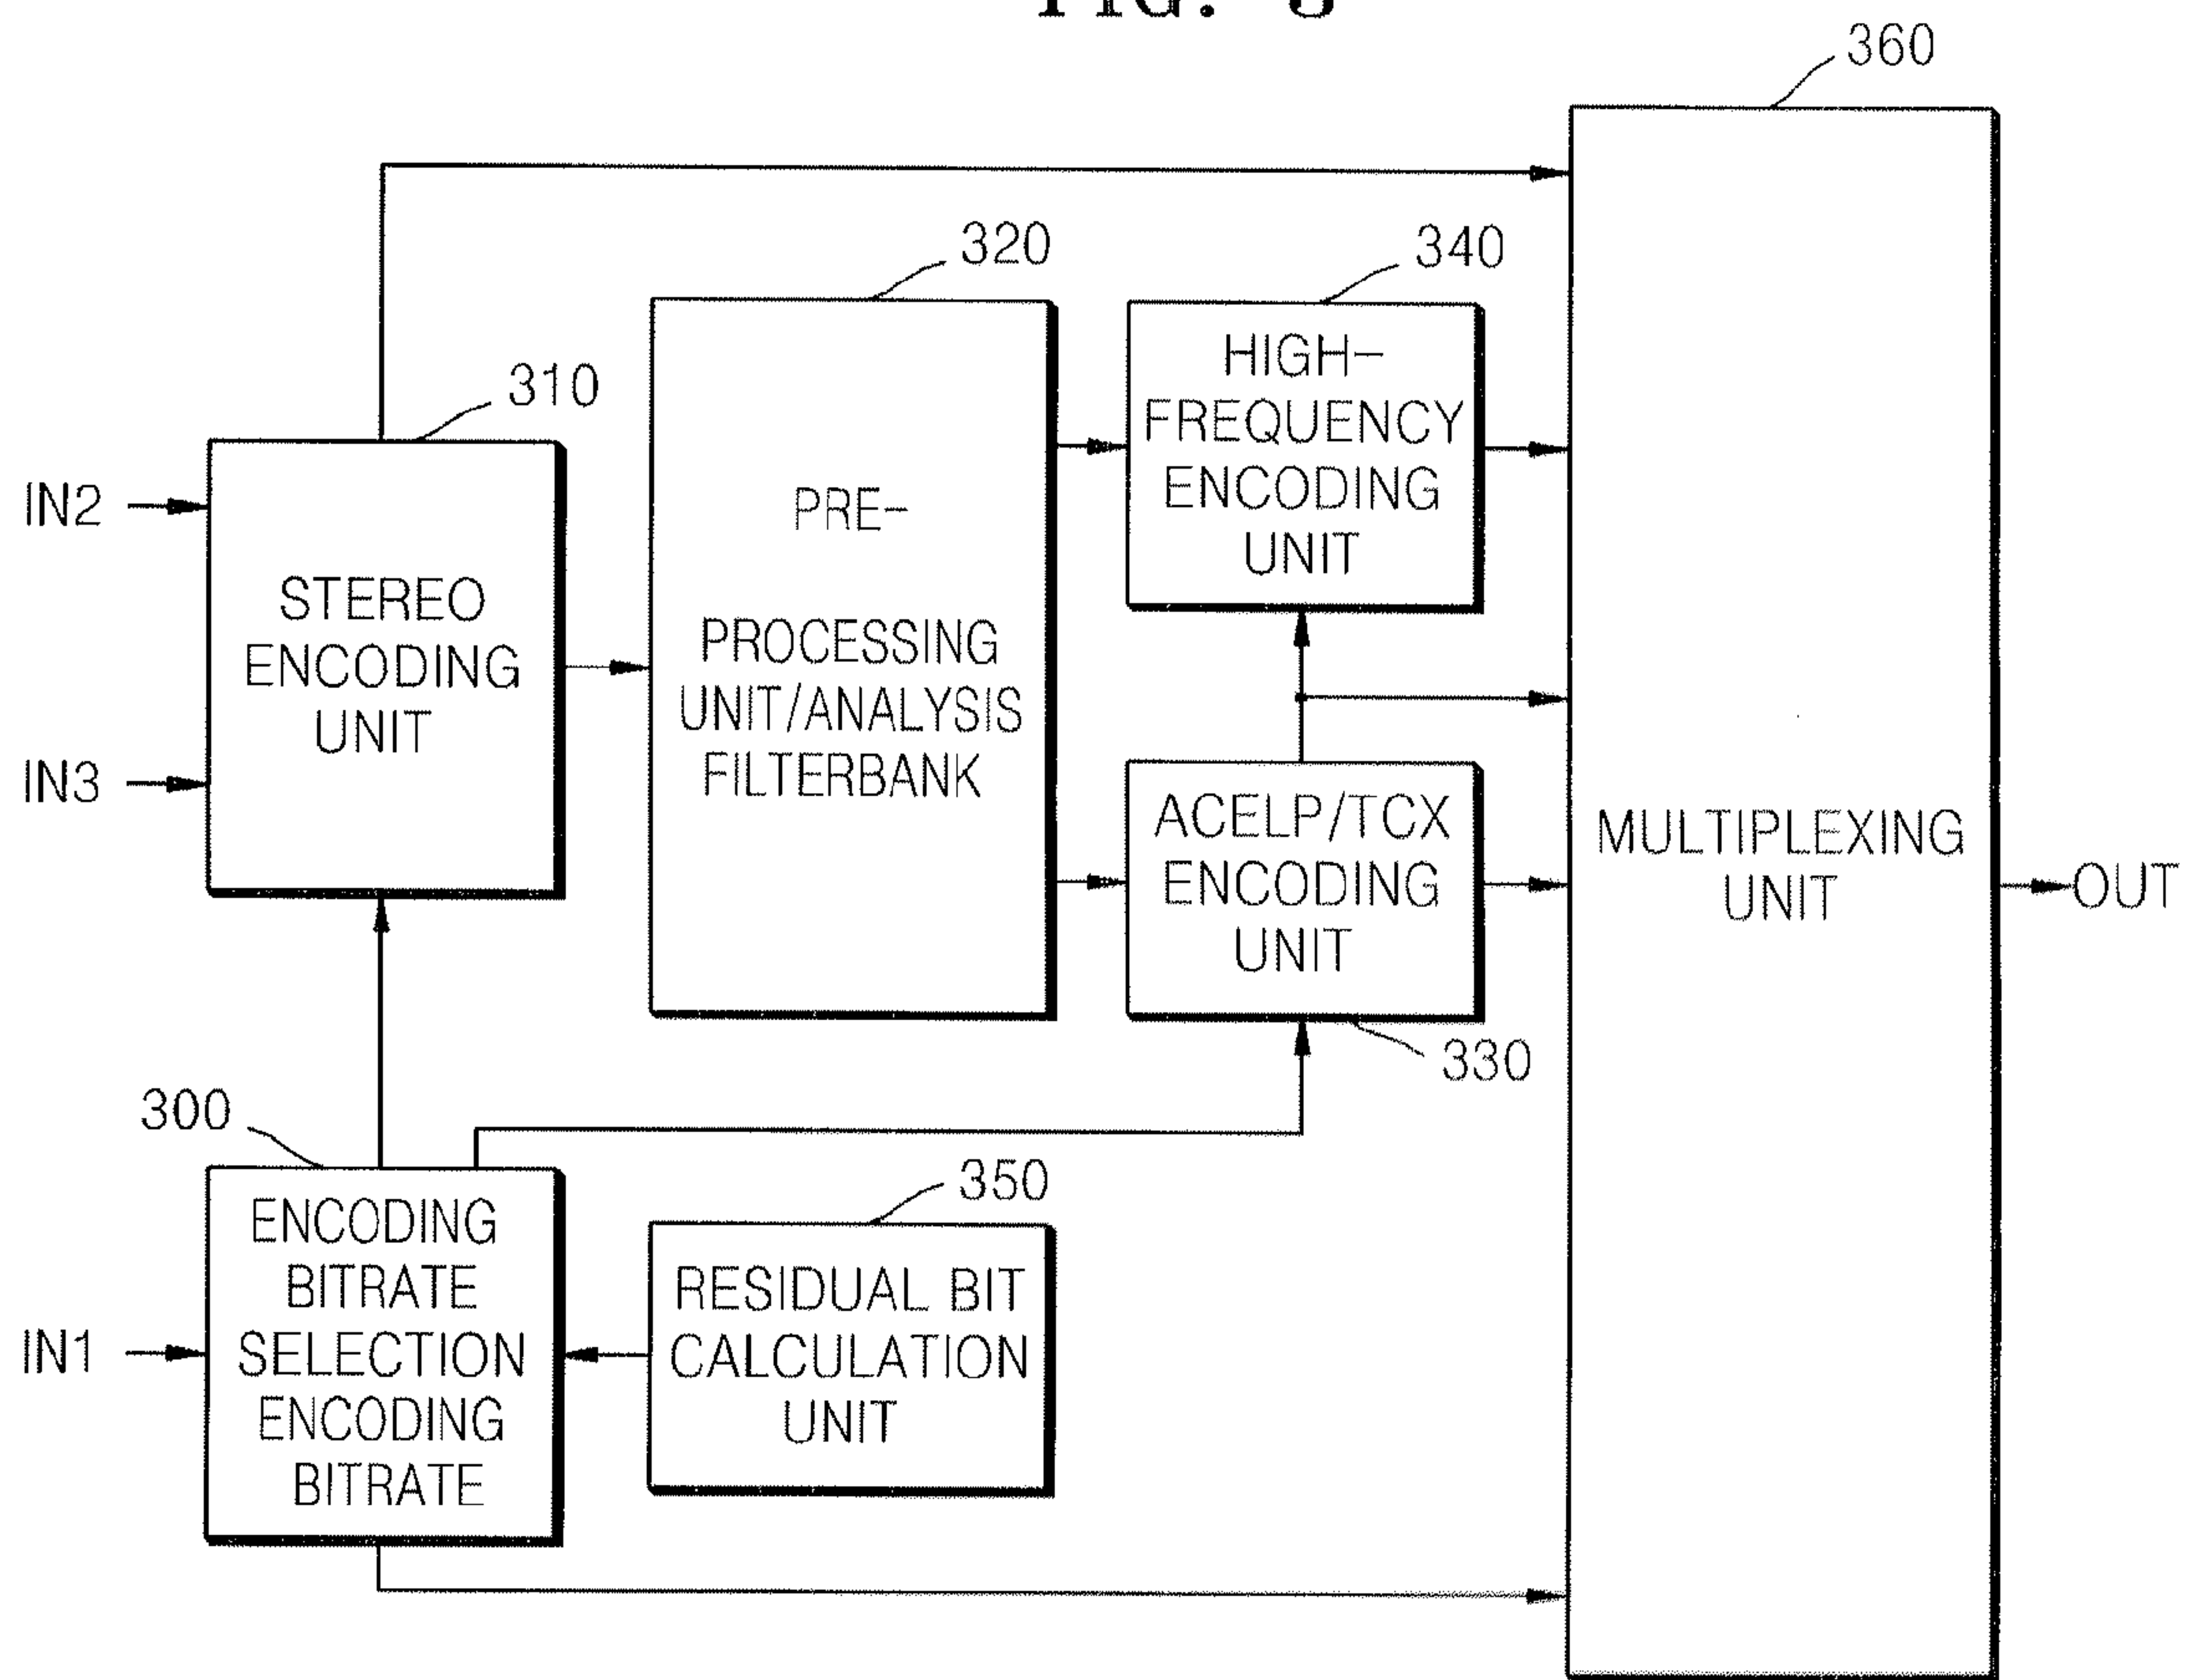 FIG.
360
320
340
310
HIGH-
FREQUENCY
ENCODING
UNIT
IN2
PRE-
STEREO
ENCODING
UNIT
PROCESSING
UNIT/ANALYSIS
FILTERBANK
IN3
ACELP/TCX
ENCODING
UNIT
MULTIPLEXING
UNIT
OUT
330
300
350
ENCODING
BITRATE
SELECTION
ENCODING
BITRATE
RESIDUAL BIT
CALCULATION
UNIT
IN1